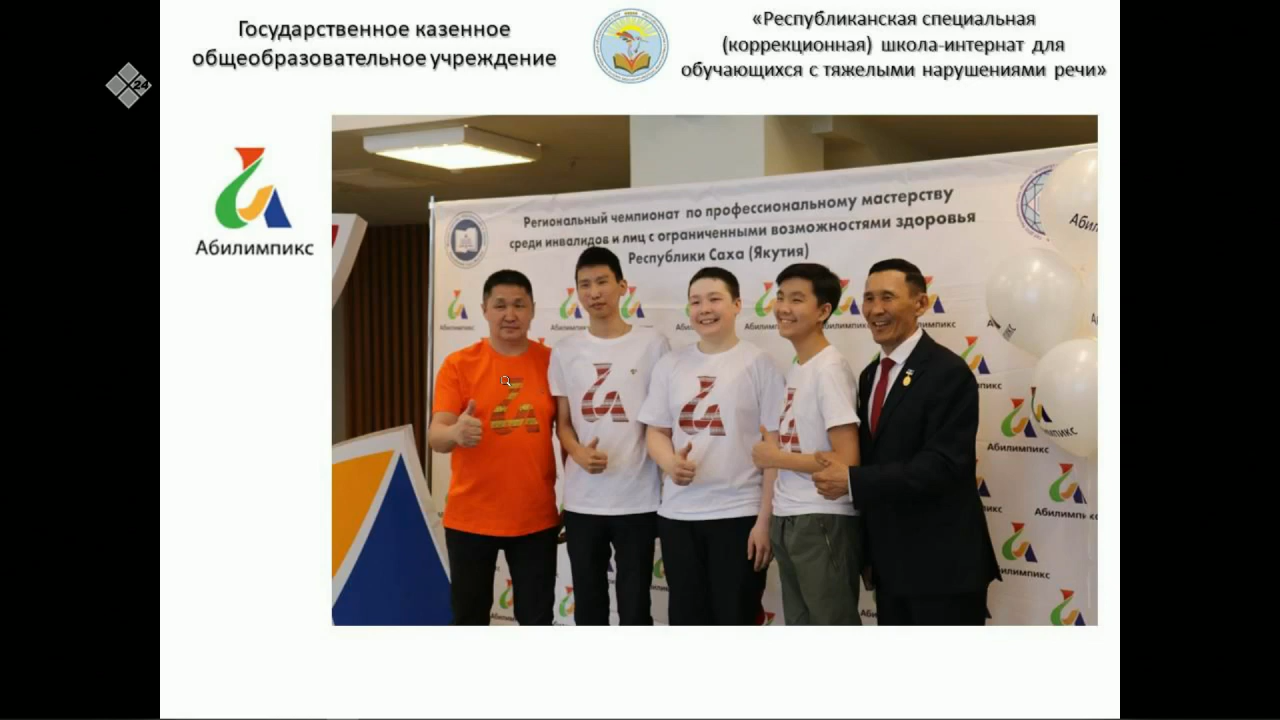 Государственное казенное
общеобразовательное учреждение
«Республиканская специальная
(коррекционная) школа-интернат для
обучающихся с тяжелыми нарушениями речи»
24
Абилимпикс
Региональный чемпионат по профессиональному мастерству
среди инвалидов и лиц с ограниченными возможностями здоровья
Республики Саха (Якутия)
Абилимпикс
Абилимпикс
Абилимпикс
Абилимпикс